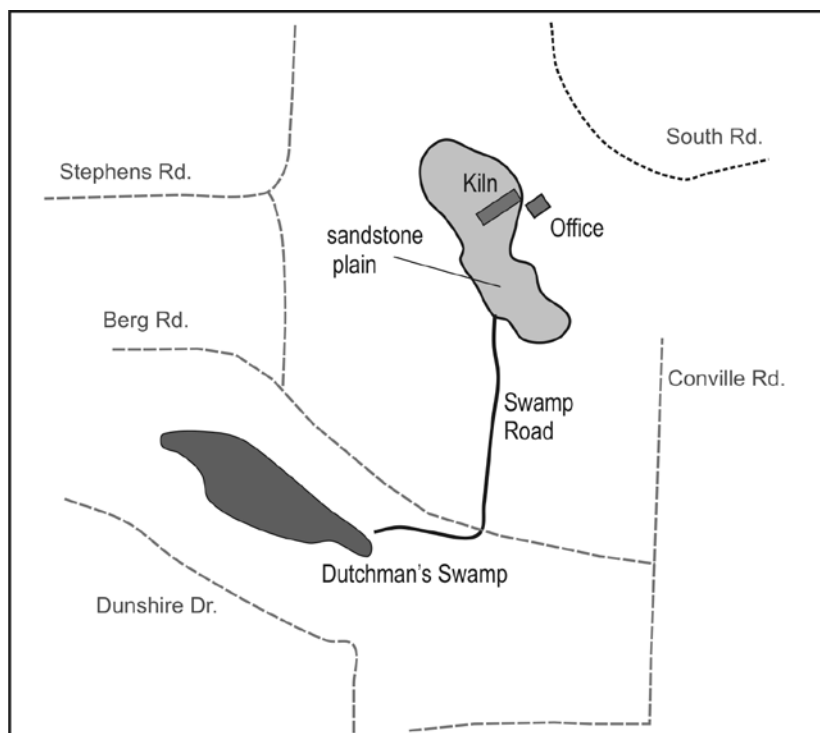 South Rd.
Stephens Rd.
Kiln
Office
sandstone
plain
Berg Rd.
Conville Rd.
Swamp
Road
Dutchman's Swamp
Dunshire Dr.